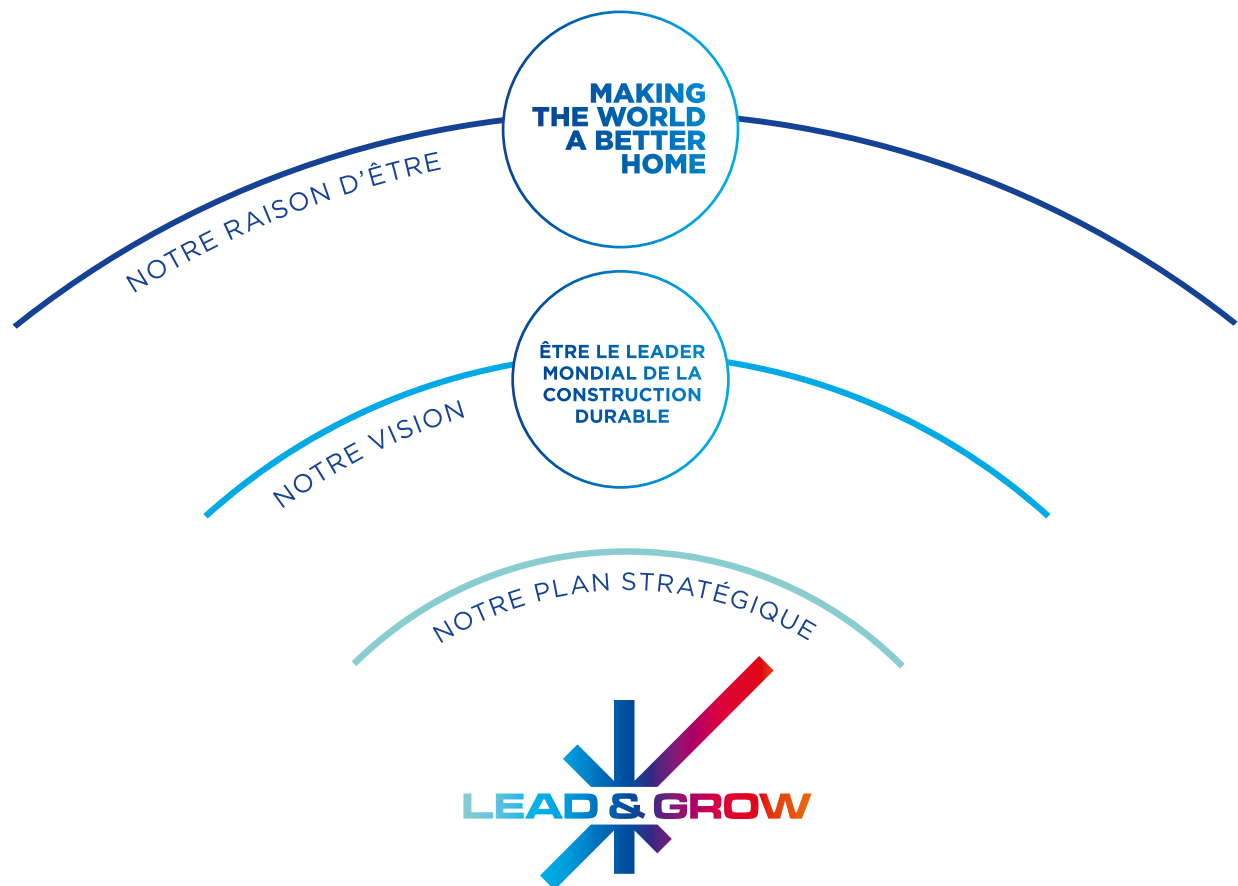 MAKING
THE WORLD
A BETTER
HOME
NOTRE RAISON D'ÊTRE
ÊTRE LE LEADER
MONDIAL DE LA
CONSTRUCTION
DURABLE
NOTRE VISION
NOTRE PLAN STRATÉGIQUE
LEAD & GROW